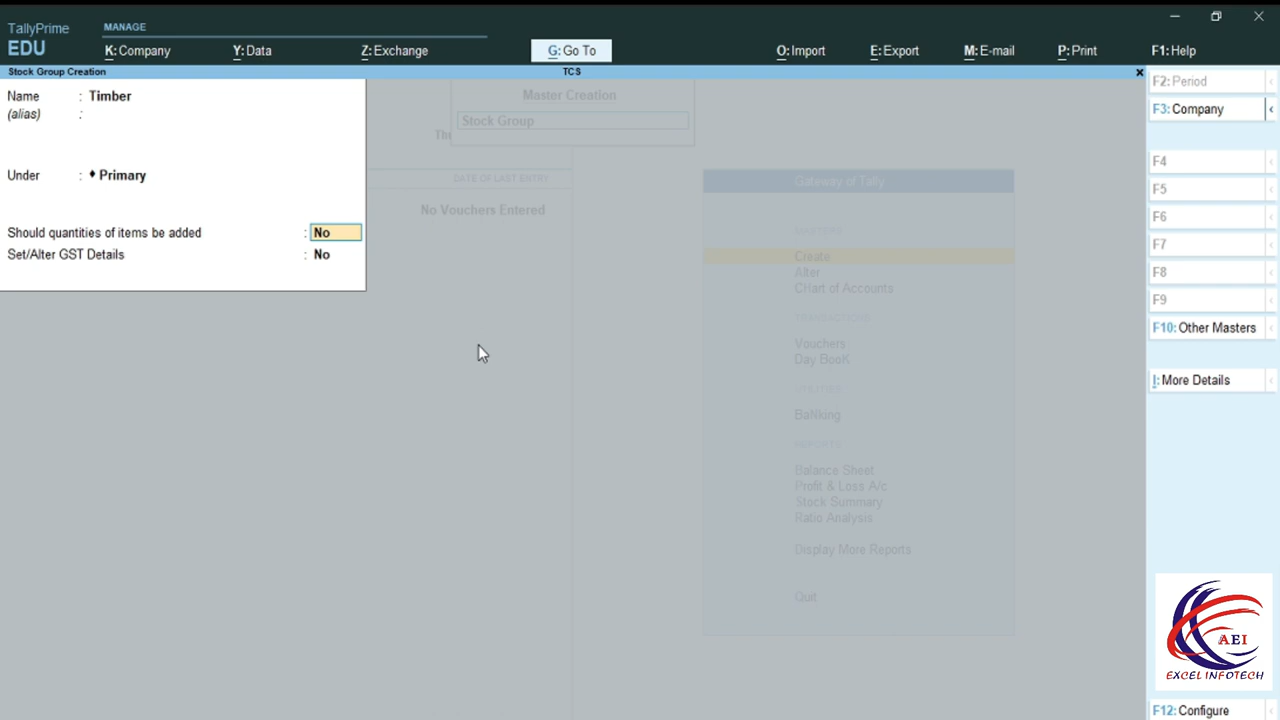 TallyPrime
EDU
MANAGE
K: Company
Y: Data
Z: Exchange
G: Go To
O: Import
E: Export
M: E-mail
P: Print
F1: Help
Stock Group Creation
TCS
Name : Timber
(alias) :
Under : ♦ Primary
Should quantities of items be added : No
Set/Alter GST Details : No
Master Creation
Stock Group
DATE OF LAST ENTRY
No Vouchers Entered
Gateway of Tally
MASTERS
Create
Alter
CHart of Accounts
TRANSACTIONS
Vouchers
Day BooK
UTILITIES
BaNking
REPORTS
Balance Sheet
Profit & Loss A/c
Stock Summary
Ratio Analysis
Display More Reports
Quit
F2: Period
F3: Company
F4
F5
F6
F7
F8
F9
F10: Other Masters
I: More Details
AEI
EXCEL INFOTECH
F12: Configure